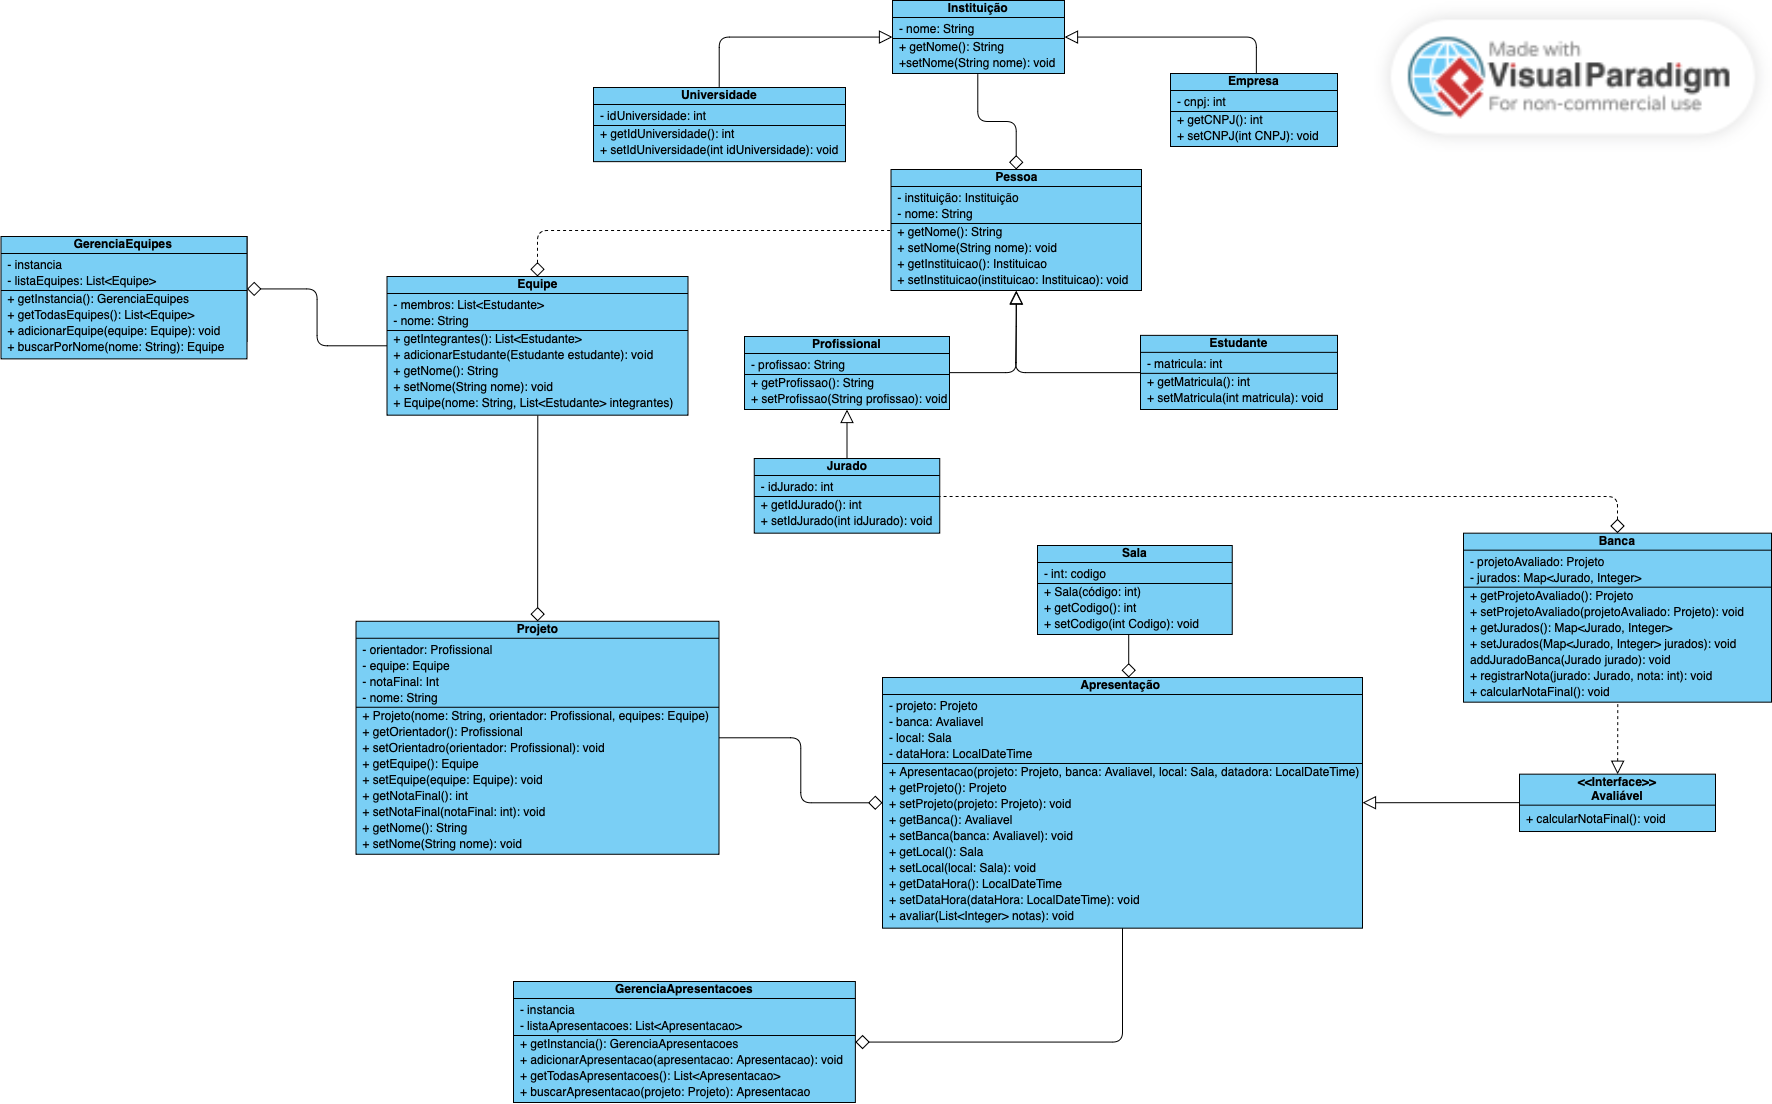 Instituição
- nome: String
+ getNome(): String
+setNome(String nome): void
Made with
Visual Paradigm
For non-commercial use
Universidade
- idUniversidade: int
+ getIdUniversidade(): int
+ setIdUniversidade(int idUniversidade): void
Empresa
- cnpj: int
+ getCNPJ(): int
+ setCNPJ(int CNPJ): void
Pessoa
- instituição: Instituição
- nome: String
+ getNome(): String
+ setNome(String nome): void
+ getInstituicao(): Instituicao
+ setInstituicao(instituicao: Instituicao): void
GerenciaEquipes
- instancia
- listaEquipes: List<Equipe>
+ getInstancia(): GerenciaEquipes
+ getTodasEquipes(): List<Equipe>
+ adicionarEquipe(equipe: Equipe): void
+ buscarPorNome(nome: String): Equipe
Equipe
- membros: List<Estudante>
- nome: String
+ getIntegrantes(): List<Estudante>
+ adicionarEstudante(Estudante estudante): void
+ getNome(): String
+ setNome(String nome): void
+ Equipe(nome: String, List<Estudante> integrantes)
Profissional
- profissao: String
+ getProfissao(): String
+ setProfissao(String profissao): void
Estudante
- matricula: int
+ getMatricula(): int
+ setMatricula(int matricula): void
Jurado
- idJurado: int
+ getIdJurado(): int
+ setIdJurado(int idJurado): void
Sala
- int: codigo
+ Sala(código: int)
+ getCodigo(): int
+ setCodigo(int Codigo): void
Banca
- projetoAvaliado: Projeto
- jurados: Map<Jurado, Integer>
+ getProjetoAvaliado(): Projeto
+ setProjetoAvaliado(projetoAvaliado: Projeto): void
+ getJurados(): Map<Jurado, Integer>
+ setJurados(Map<Jurado, Integer> jurados): void
addJuradoBanca(Jurado jurado): void
+ registrarNota(jurado: Jurado, nota: int): void
+ calcularNotaFinal(): void
Projeto
- orientador: Profissional
- equipe: Equipe
- notaFinal: Int
- nome: String
+ Projeto(nome: String, orientador: Profissional, equipes: Equipe)
+ getOrientador(): Profissional
+ setOrientadro(orientador: Profissional): void
+ getEquipe(): Equipe
+ setEquipe(equipe: Equipe): void
+ getNotaFinal(): int
+ setNotaFinal(notaFinal: int): void
+ getNome(): String
+ setNome(String nome): void
Apresentação
- projeto: Projeto
- banca: Avaliavel
- local: Sala
- dataHora: LocalDateTime
+ Apresentacao(projeto: Projeto, banca: Avaliavel, local: Sala, datadora: LocalDateTime)
+ getProjeto(): Projeto
+ setProjeto(projeto: Projeto): void
+ getBanca(): Avaliavel
+ setBanca(banca: Avaliavel): void
+ getLocal(): Sala
+ setLocal(local: Sala): void
+ getDataHora(): LocalDateTime
+ setDataHora(dataHora: LocalDateTime): void
+ avaliar(List<Integer> notas): void
<<Interface>>
Avaliável
+ calcularNotaFinal(): void
GerenciaApresentacoes
- instancia
- listaApresentacoes: List<Apresentacao>
+ getInstancia(): GerenciaApresentacoes
+ adicionarApresentacao(apresentacao: Apresentacao): void
+ getTodasApresentacoes(): List<Apresentacao>
+ buscarApresentacao(projeto: Projeto): Apresentacao